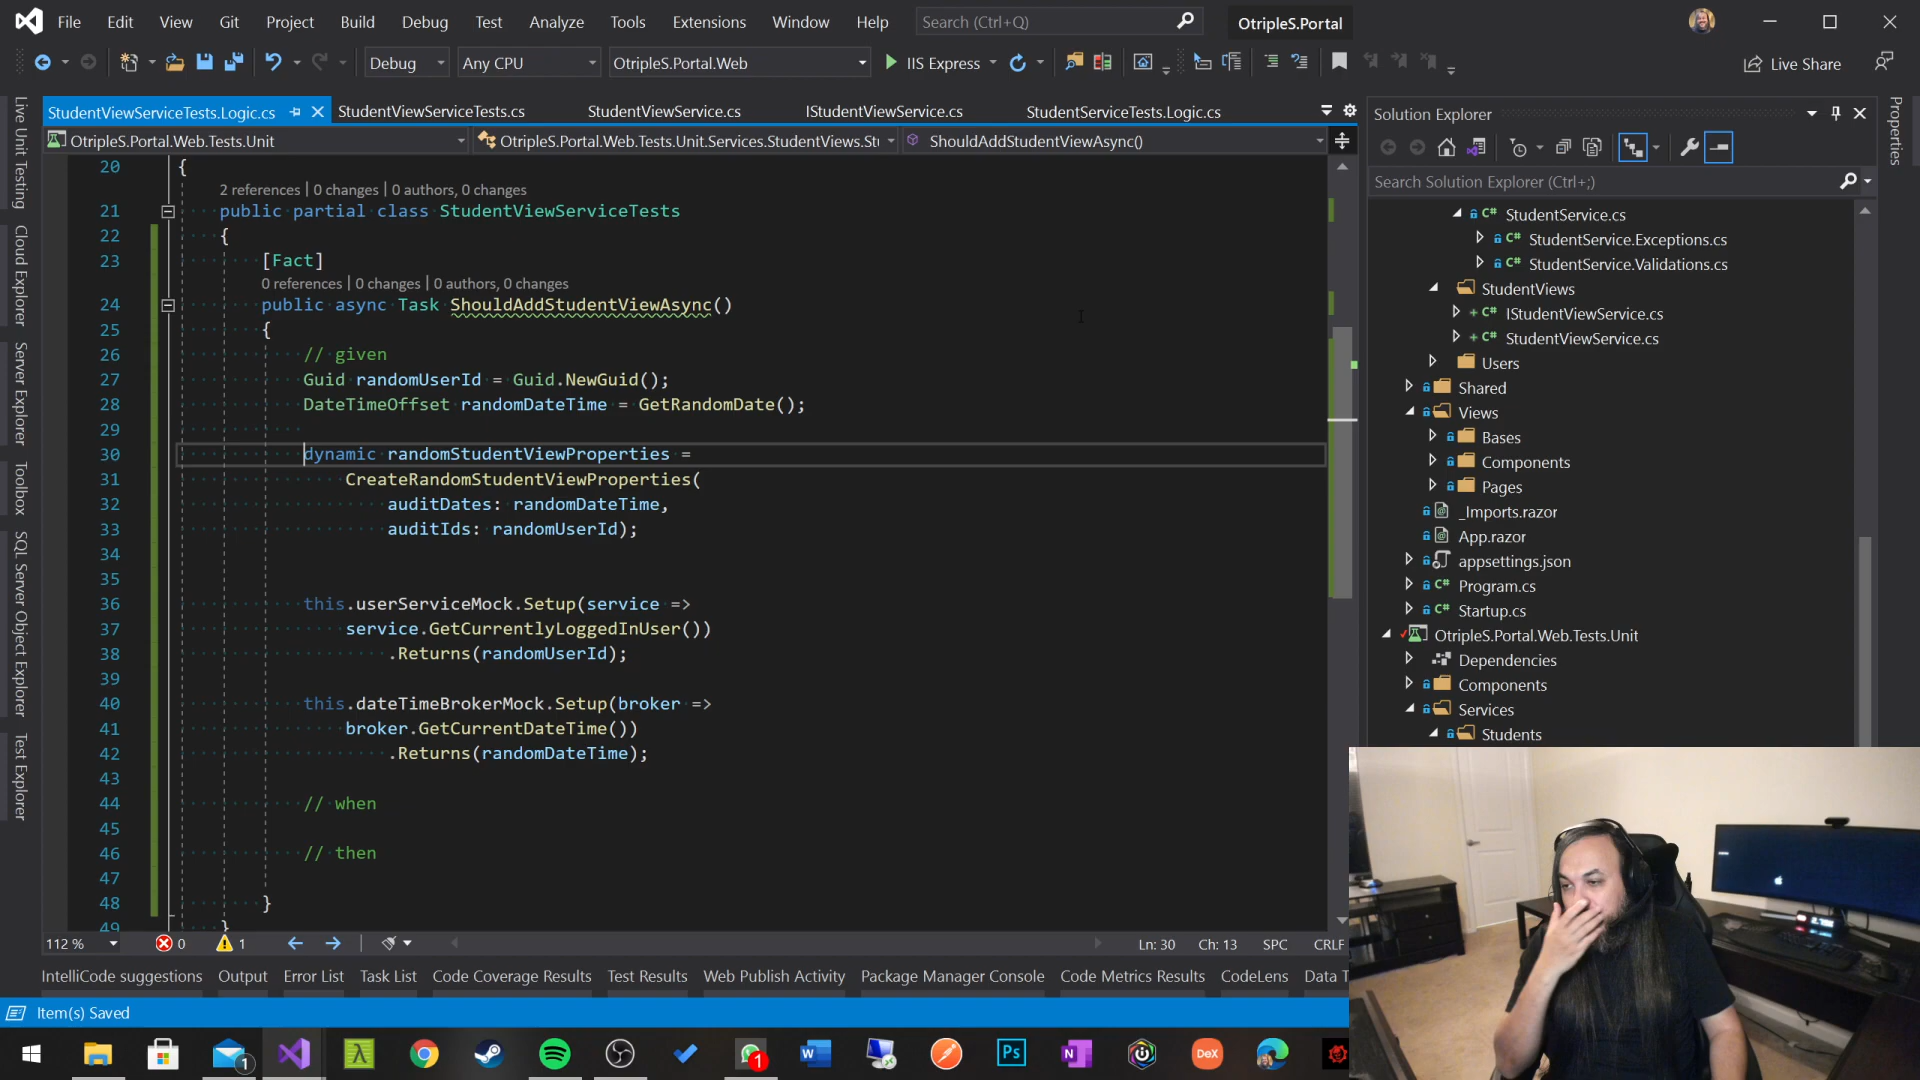 File Edit View Git Project Build Debug Test Analyze Tools Extensions Window Help Search (Ctrl+Q) OtripleS.Portal
Debug Any CPU OtripleS.Portal.Web IIS Express Live Share
StudentViewServiceTests.Logic.cs StudentViewServiceTests.cs StudentViewService.cs IStudentViewService.cs StudentServiceTests.Logic.cs
OtripleS.Portal.Web.Tests.Unit OtripleS.Portal.Web.Tests.Unit.Services.StudentViews.St ShouldAddStudentViewAsync()
20 {
2 references | 0 changes | 0 authors, 0 changes
21 public partial class StudentViewServiceTests
22 {
23 [Fact]
0 references | 0 changes | 0 authors, 0 changes
24 public async Task ShouldAddStudentViewAsync()
25 {
26 // given
27 Guid randomUserId = Guid.NewGuid();
28 DateTimeOffset randomDateTime = GetRandomDate();
29
30 dynamic randomStudentViewProperties =
31 CreateRandomStudentViewProperties(
32 auditDates: randomDateTime,
33 auditIds: randomUserId);
34
35
36 this.userServiceMock.Setup(service =>
37 service.GetCurrentlyLoggedInUser())
38 .Returns(randomUserId);
39
40 this.dateTimeBrokerMock.Setup(broker =>
41 broker.GetCurrentDateTime())
42 .Returns(randomDateTime);
43
44 // when
45
46 // then
47
48 }
49 }
112 % 0 1 Ln: 30 Ch: 13 SPC CRLF
IntelliCode suggestions Output Error List Task List Code Coverage Results Test Results Web Publish Activity Package Manager Console Code Metrics Results CodeLens Data T
Item(s) Saved
Live Unit Testing
Cloud Explorer
Server Explorer
Toolbox
SQL Server Object Explorer
Test Explorer
Solution Explorer
Search Solution Explorer (Ctrl+;)
StudentService.cs
StudentService.Exceptions.cs
StudentService.Validations.cs
StudentViews
IStudentViewService.cs
StudentViewService.cs
Users
Shared
Views
Bases
Components
Pages
_Imports.razor
App.razor
appsettings.json
Program.cs
Startup.cs
OtripleS.Portal.Web.Tests.Unit
Dependencies
Components
Services
Students
Properties
1 1 Ps DeX